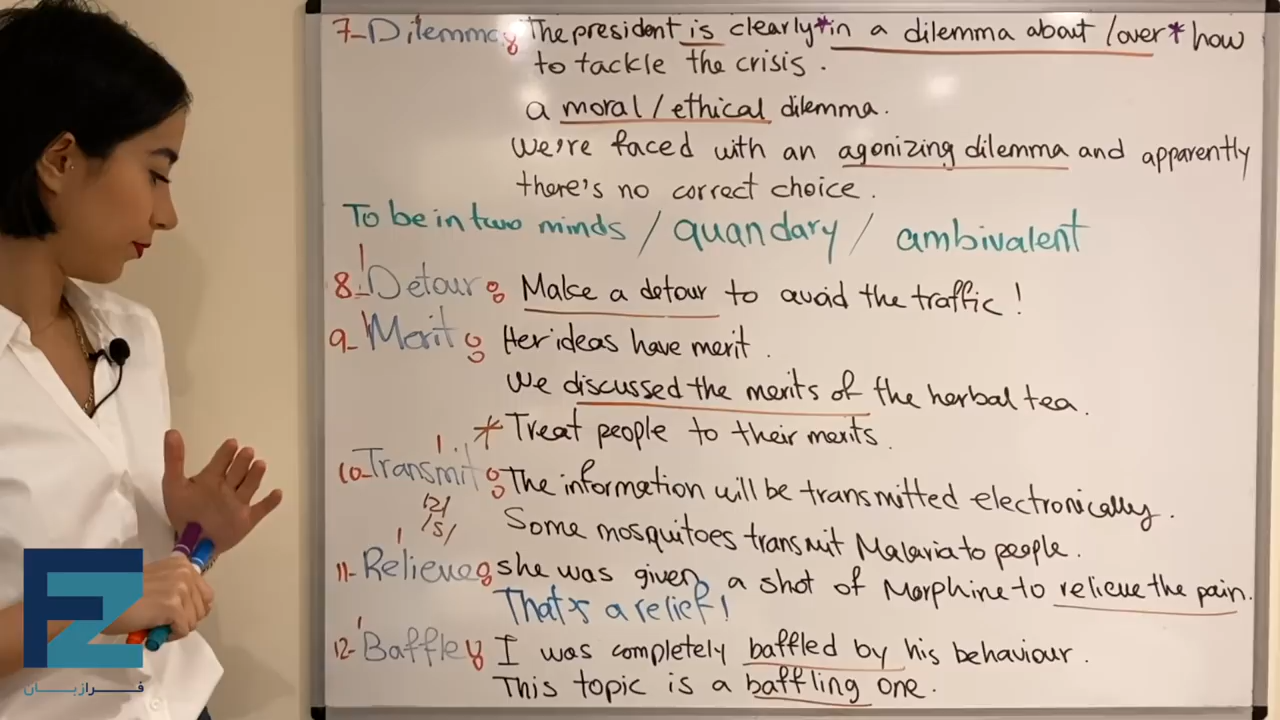 7- Dilemma: The president is clearly *in a dilemma about / over * how
to tackle the crisis.
a moral / ethical dilemma.
We're faced with an agonizing dilemma and apparently
there's no correct choice.
To be in two minds / quandary / ambivalent
8- Detour: Make a detour to avoid the traffic!
9- Merit: Her ideas have merit.
We discussed the merits of the herbal tea.
* Treat people to their merits.
10- Transmit: The information will be transmitted electronically.
/z/
/s/
Some mosquitoes transmit Malaria to people.
11- Relieve: she was given a shot of Morphine to relieve the pain.
That's a relief!
12- Baffle: I was completely baffled by his behaviour.
This topic is a baffling one.
FZ
فرازبان